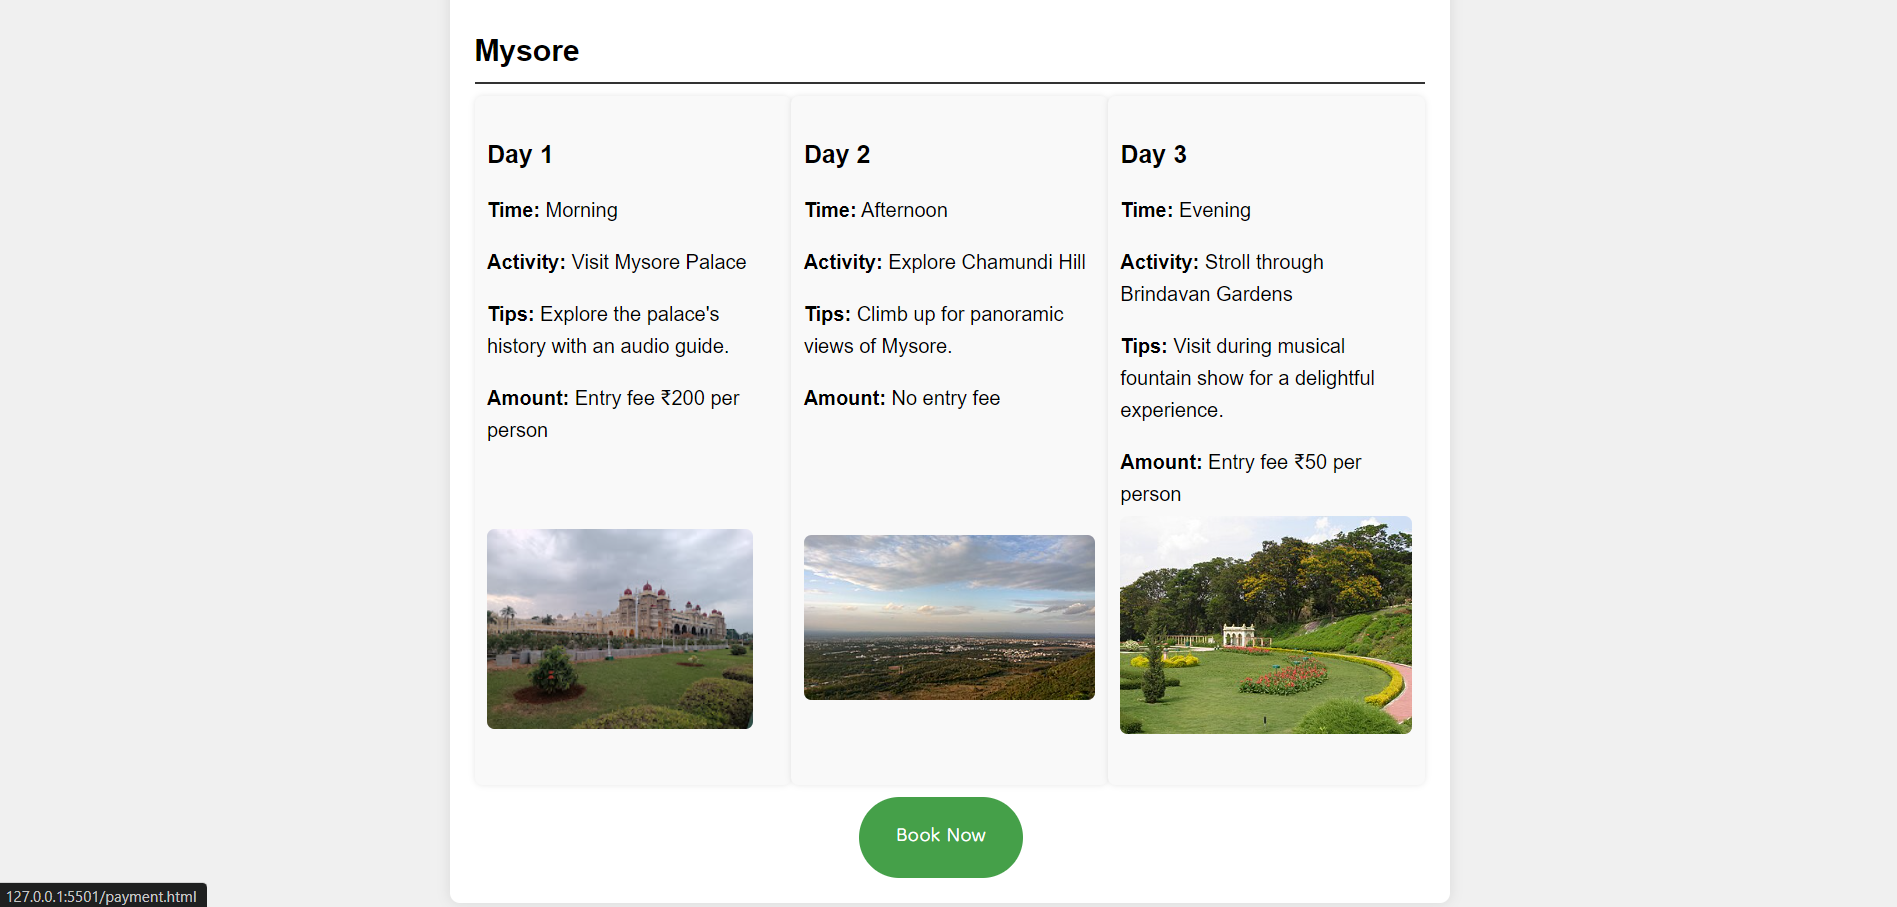 Mysore
Day 1
Time: Morning
Activity: Visit Mysore Palace
Tips: Explore the palace's
history with an audio guide.
Amount: Entry fee ₹200 per
person
Day 2
Time: Afternoon
Activity: Explore Chamundi Hill
Tips: Climb up for panoramic
views of Mysore.
Amount: No entry fee
Day 3
Time: Evening
Activity: Stroll through
Brindavan Gardens
Tips: Visit during musical
fountain show for a delightful
experience.
Amount: Entry fee ₹50 per
person
Book Now
127.0.0.1:5501/payment.html